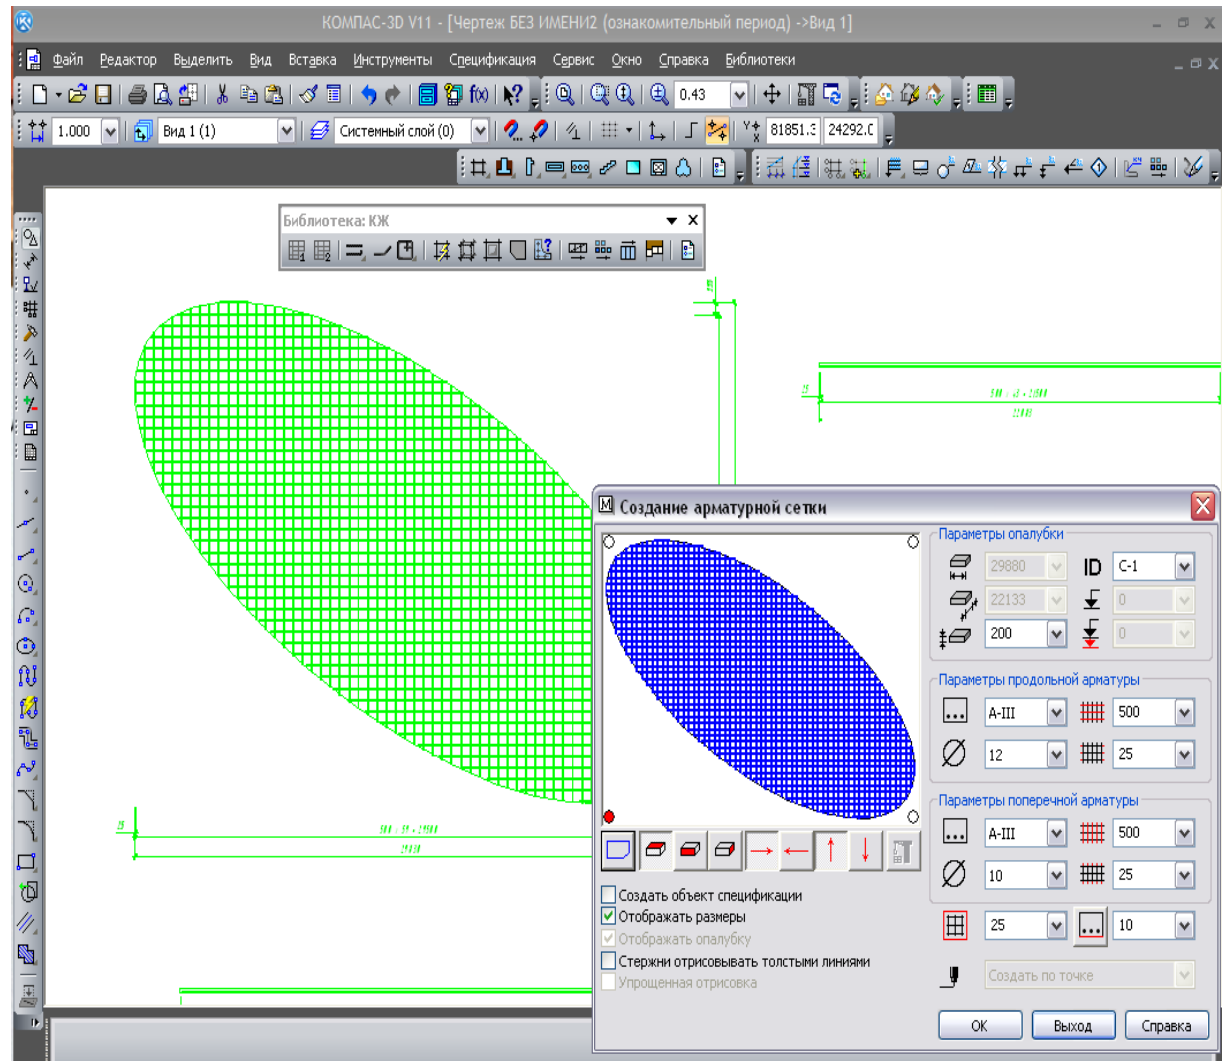 КОМПАС-3D V11 - [Чертеж БЕЗ ИМЕНИ2 (ознакомительный период) ->Вид 1]
Файл Редактор Выделить Вид Вставка Инструменты Спецификация Сервис Окно Справка Библиотеки
f(x) 0.43
1.000 Вид 1 (1) Системный слой (0) 81851.3 24292.0
Библиотека: КЖ
Создание арматурной сетки
Параметры опалубки
29880 ID С-1
22133 0
200 0
Параметры продольной арматуры
A-III 500
12 25
Параметры поперечной арматуры
A-III 500
10 25
25 10
Создать объект спецификации
Отображать размеры
Отображать опалубку
Стержни отрисовывать толстыми линиями
Упрощенная отрисовка
Создать по точке
OK Выход Справка